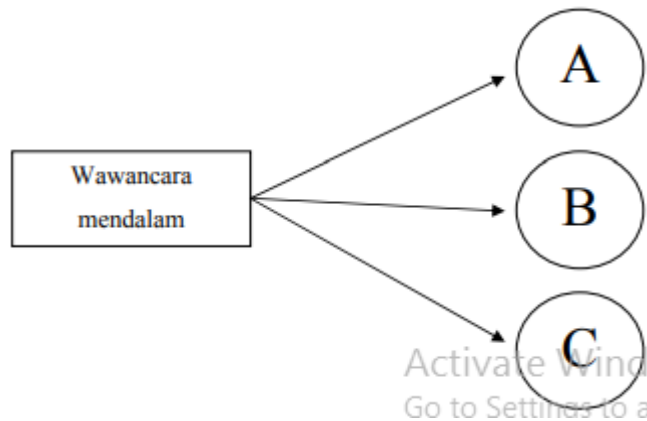 A
Wawancara
mendalam
B
C
Activate Wind
Go to Settings to a